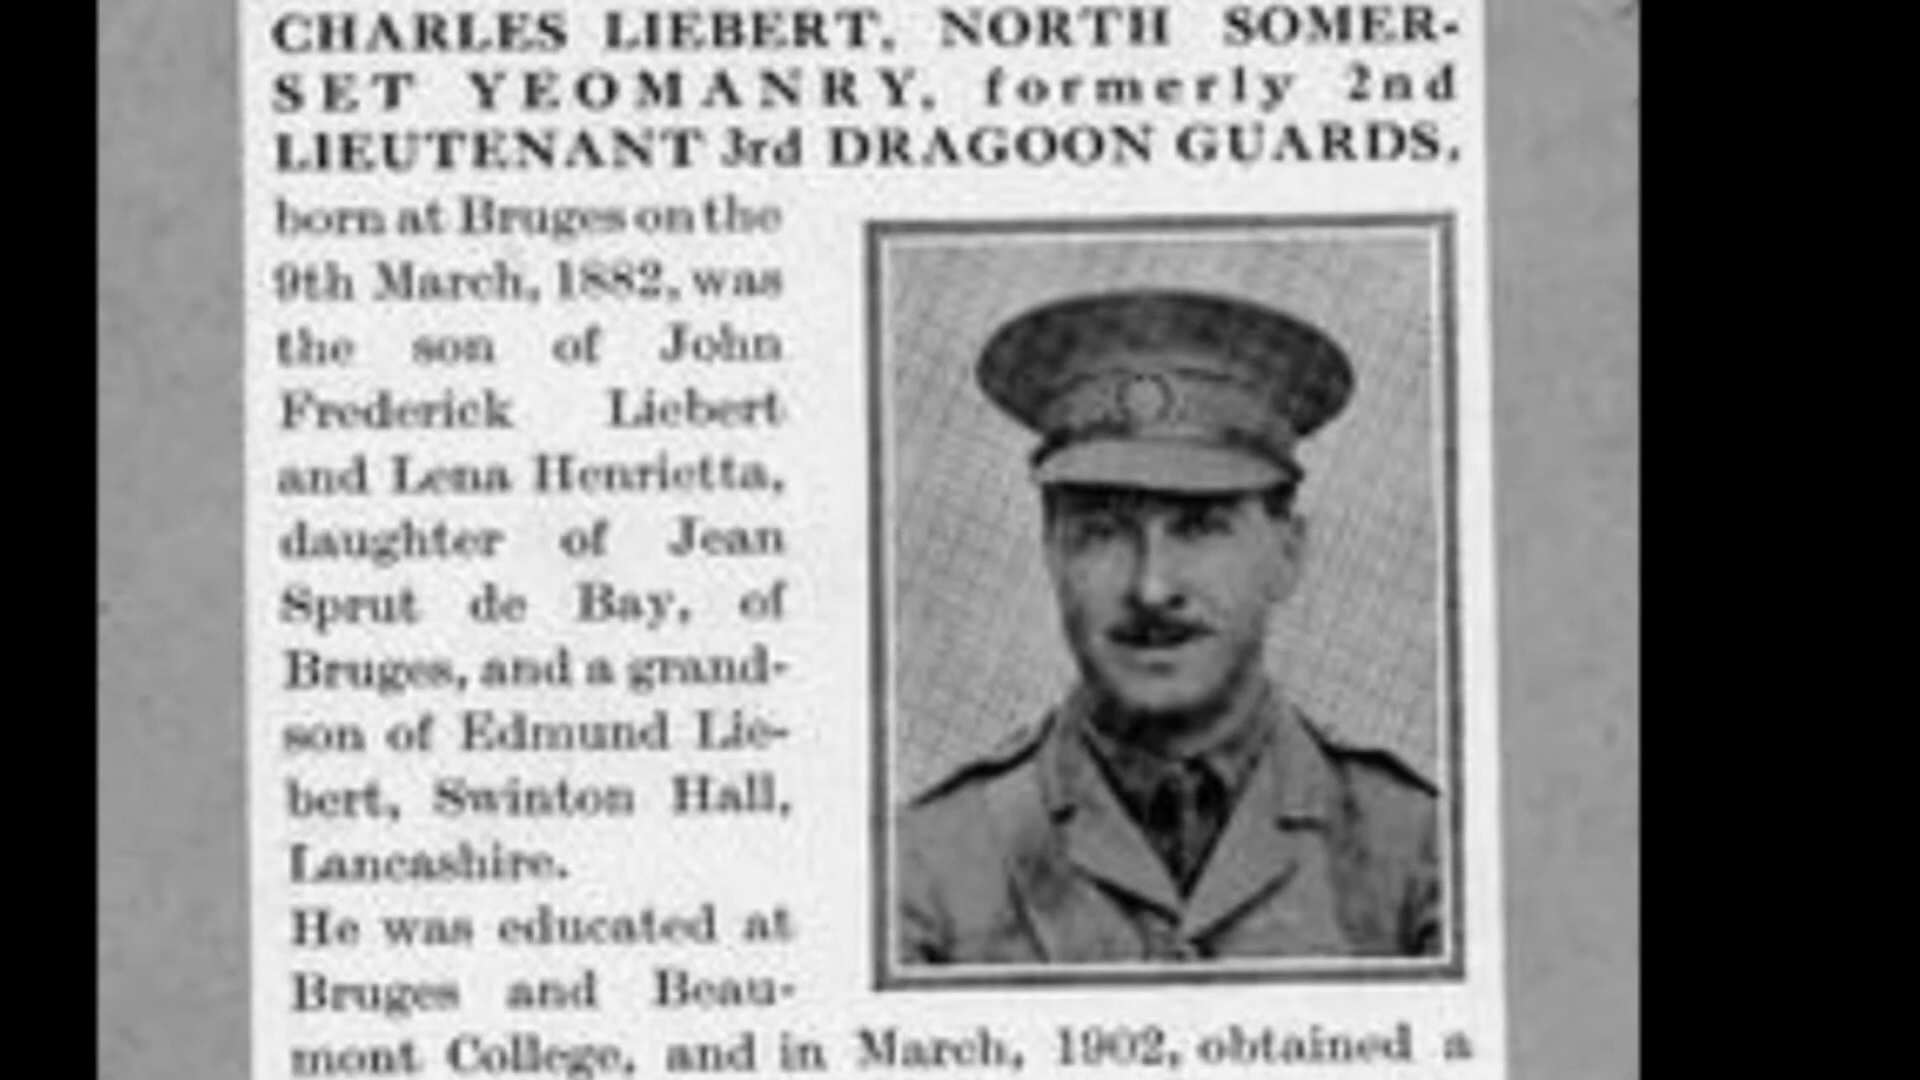 CHARLES LIEBERT, NORTH SOMER-
SET YEOMANRY, formerly 2nd
LIEUTENANT 3rd DRAGOON GUARDS,
born at Bruges on the
9th March, 1882, was
the son of John
Frederick Liebert
and Lena Henrietta,
daughter of Jean
Sprut de Bay, of
Bruges, and a grand-
son of Edmund Lie-
bert, Swinton Hall,
Lancashire.
He was educated at
Bruges and Beau-
mont College, and in March, 1902, obtained a